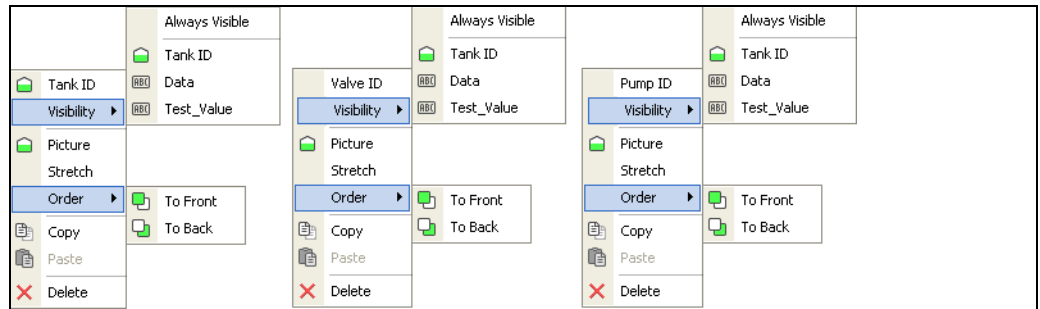 Always Visible
Tank ID
Data
Test_Value
Tank ID
Visibility
Picture
Stretch
Order
To Front
To Back
Copy
Paste
Delete
Always Visible
Tank ID
Data
Test_Value
Valve ID
Visibility
Picture
Stretch
Order
To Front
To Back
Copy
Paste
Delete
Always Visible
Tank ID
Data
Test_Value
Pump ID
Visibility
Picture
Stretch
Order
To Front
To Back
Copy
Paste
Delete